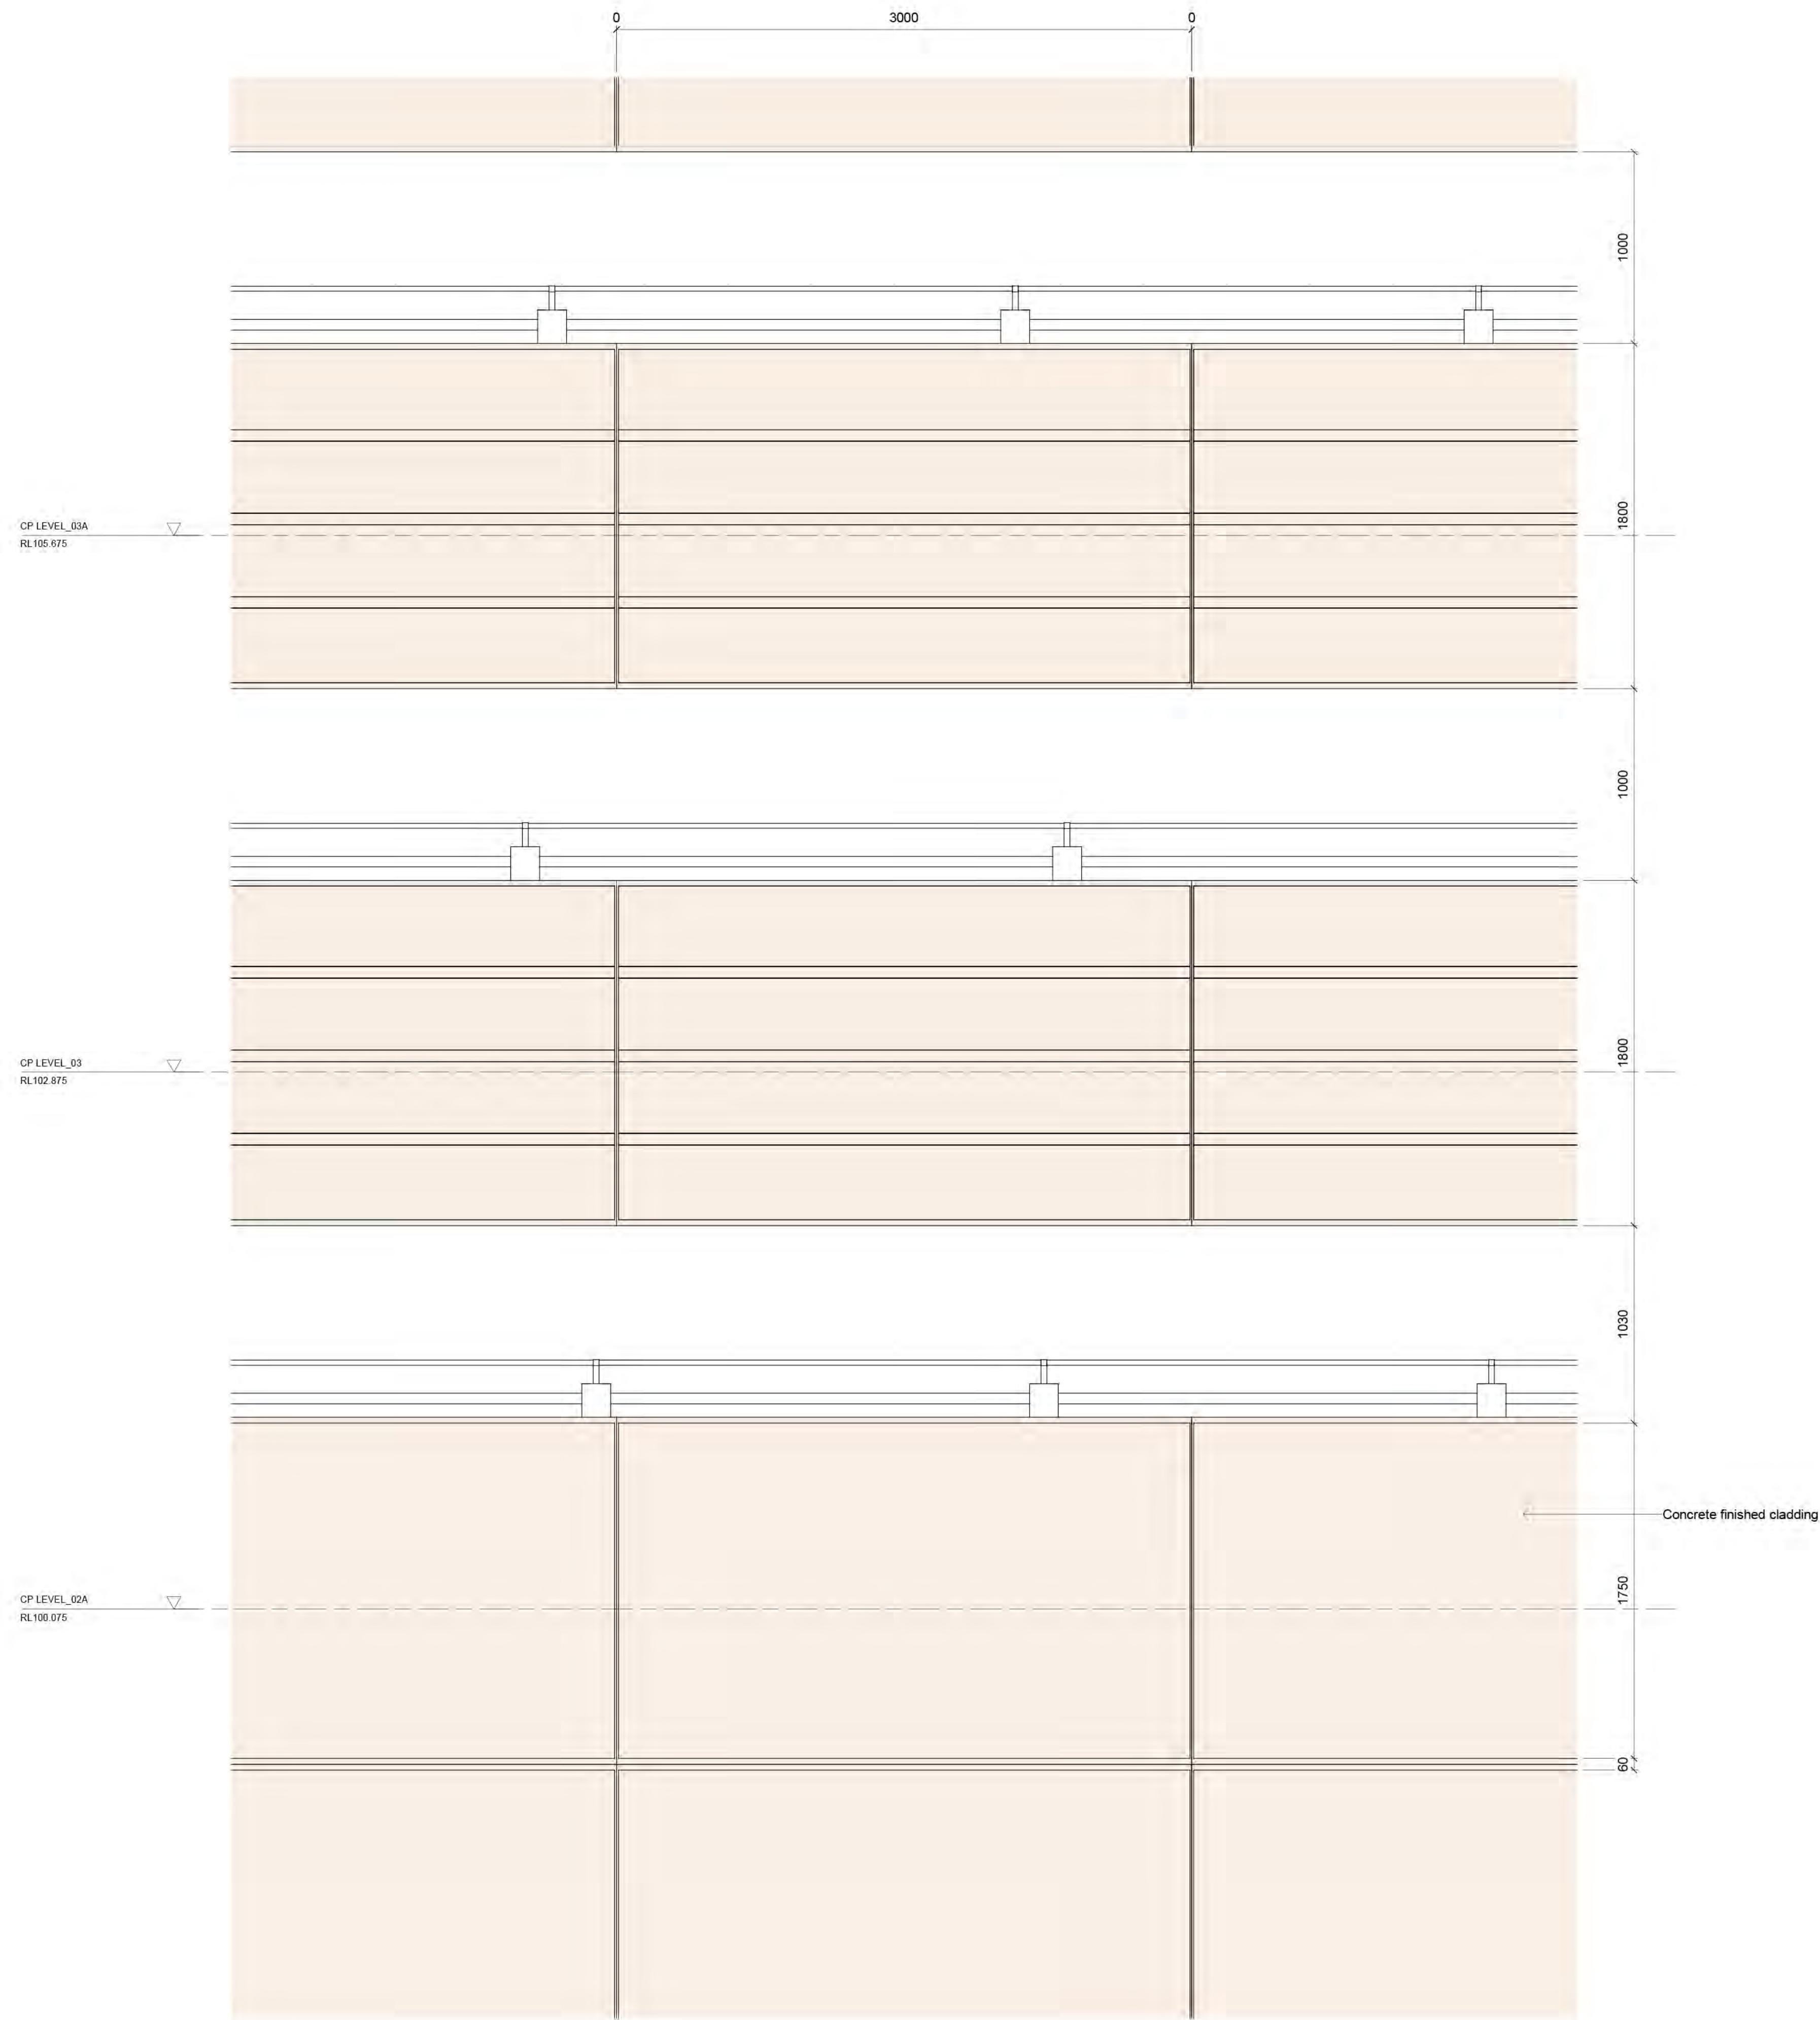 0 3000 0
1000
1800
CP LEVEL_03A
RL105.675
1000
1800
CP LEVEL_03
RL102.875
1030
Concrete finished cladding
1750
CP LEVEL_02A
RL100.075
60